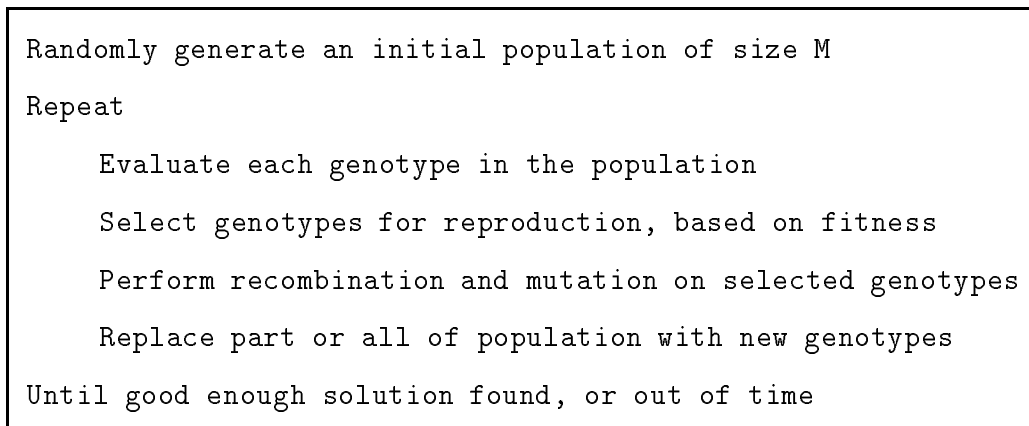 Randomly generate an initial population of size M
Repeat
Evaluate each genotype in the population
Select genotypes for reproduction, based on fitness
Perform recombination and mutation on selected genotypes
Replace part or all of population with new genotypes
Until good enough solution found, or out of time